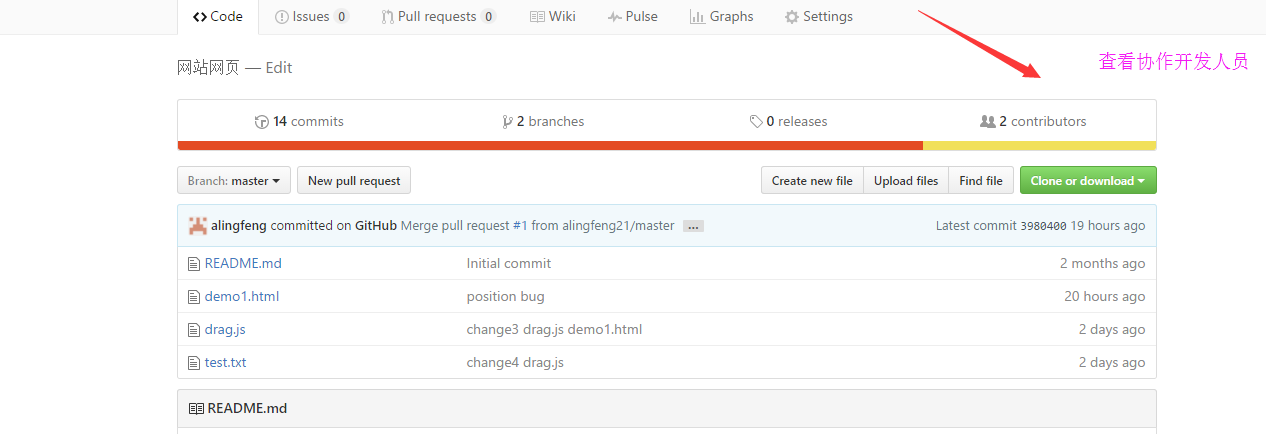 Code Issues 0 Pull requests 0 Wiki Pulse Graphs Settings
查看协作开发人员
网站网页 — Edit
14 commits 2 branches 0 releases 2 contributors
Branch: master New pull request Create new file Upload files Find file Clone or download
alingfeng committed on GitHub Merge pull request #1 from alingfeng21/master ... Latest commit 3980400 19 hours ago
README.md Initial commit 2 months ago
demo1.html position bug 20 hours ago
drag.js change3 drag.js demo1.html 2 days ago
test.txt change4 drag.js 2 days ago
README.md